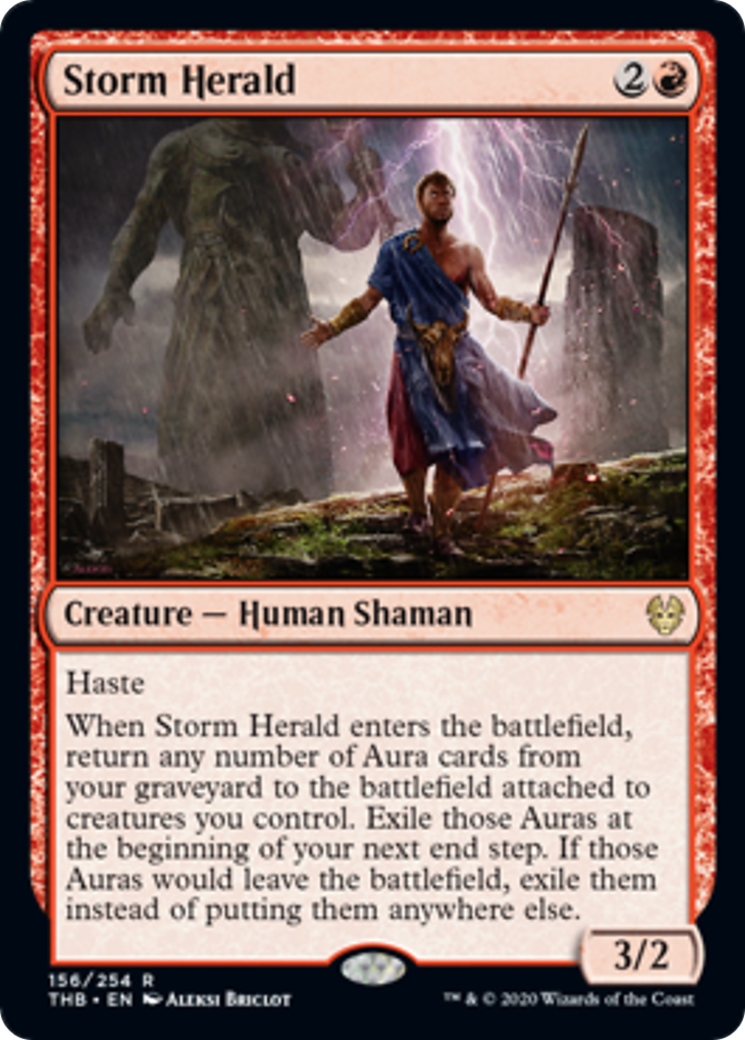 Storm Herald 2
Creature — Human Shaman
Haste
When Storm Herald enters the battlefield,
return any number of Aura cards from
your graveyard to the battlefield attached to
creatures you control. Exile those Auras at
the beginning of your next end step. If those
Auras would leave the battlefield, exile them
instead of putting them anywhere else.
3/2
156/254 R
THB • EN Aleksi Briclot
™ & © 2020 Wizards of the Coast